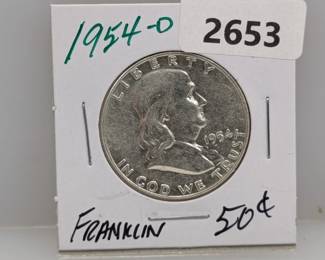 1954-D
2653
LIBERTY
1954
IN GOD WE TRUST
FRANKLIN
50¢